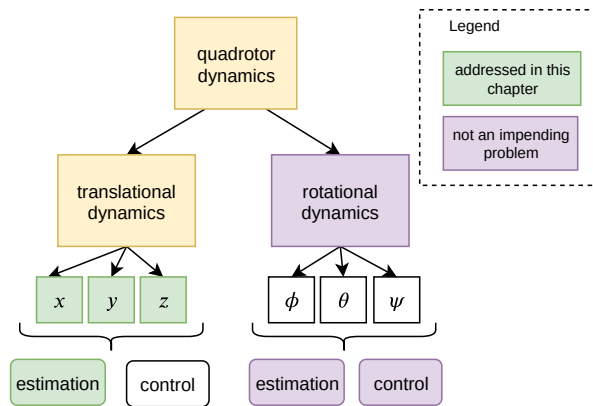 Legend
quadrotor
dynamics
addressed in this
chapter
not an impending
problem
translational
dynamics
rotational
dynamics
x y z
ϕ θ ψ
estimation
control
estimation
control